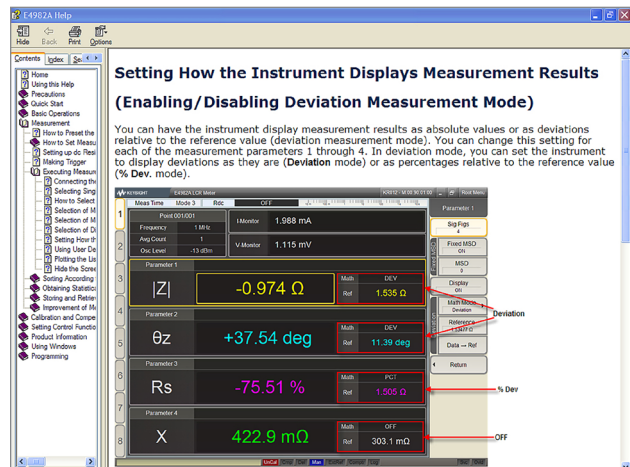 E4982A Help
Hide Back Print Options
Contents Index
Home
Using this Help
Precautions
Quick Start
Basic Operations
Measurement
How to Preset the
How to Set Measur
Setting up dc Resi
Making Trigger
Executing Measun
Connecting the
Selecting Sing
How to Select
Selection of M
Selection of M
Selection of Di
Setting How th
Using User De
Plotting the Lis
Hide the Scree
Sorting According
Obtaining Statistic
Storing and Retriev
Improvement of Me
Calibration and Compe
Setting Control Functio
Product Information
Using Windows
Programming
Setting How the Instrument Displays Measurement Results
(Enabling/Disabling Deviation Measurement Mode)
You can have the instrument display measurement results as absolute values or as deviations
relative to the reference value (deviation measurement mode). You can change this setting for
each of the measurement parameters 1 through 4. In deviation mode, you can set the instrument
to display deviations as they are (Deviation mode) or as percentages relative to the reference value
(% Dev. mode).
KEYSIGHT E4982A LCR Meter Root Menu
Meas Time Mode 3 Rdc OFF
Parameter 1
1
Point 001/001
Frequency 1 MHz
I-Monitor 1.988 mA
Sig Figs
4
2
Avg Count 1
Osc Level -13 dBm
V-Monitor 1.115 mV
Fixed MSD
ON
MSD
0
3
Parameter 1
|Z| -0.974 Ω
Math DEV
Ref 1.535 Ω
Display
ON
Math Mode
Deviation
Deviation
4
Parameter 2
5
θz +37.54 deg
Math DEV
Ref 11.39 deg
Reference
Data → Ref
Return
6
Parameter 3
Rs -75.51 %
Math PCT
Ref 1.505 Ω
% Dev
7
Parameter 4
8
X 422.9 mΩ
Math OFF
Ref 303.1 mΩ
OFF